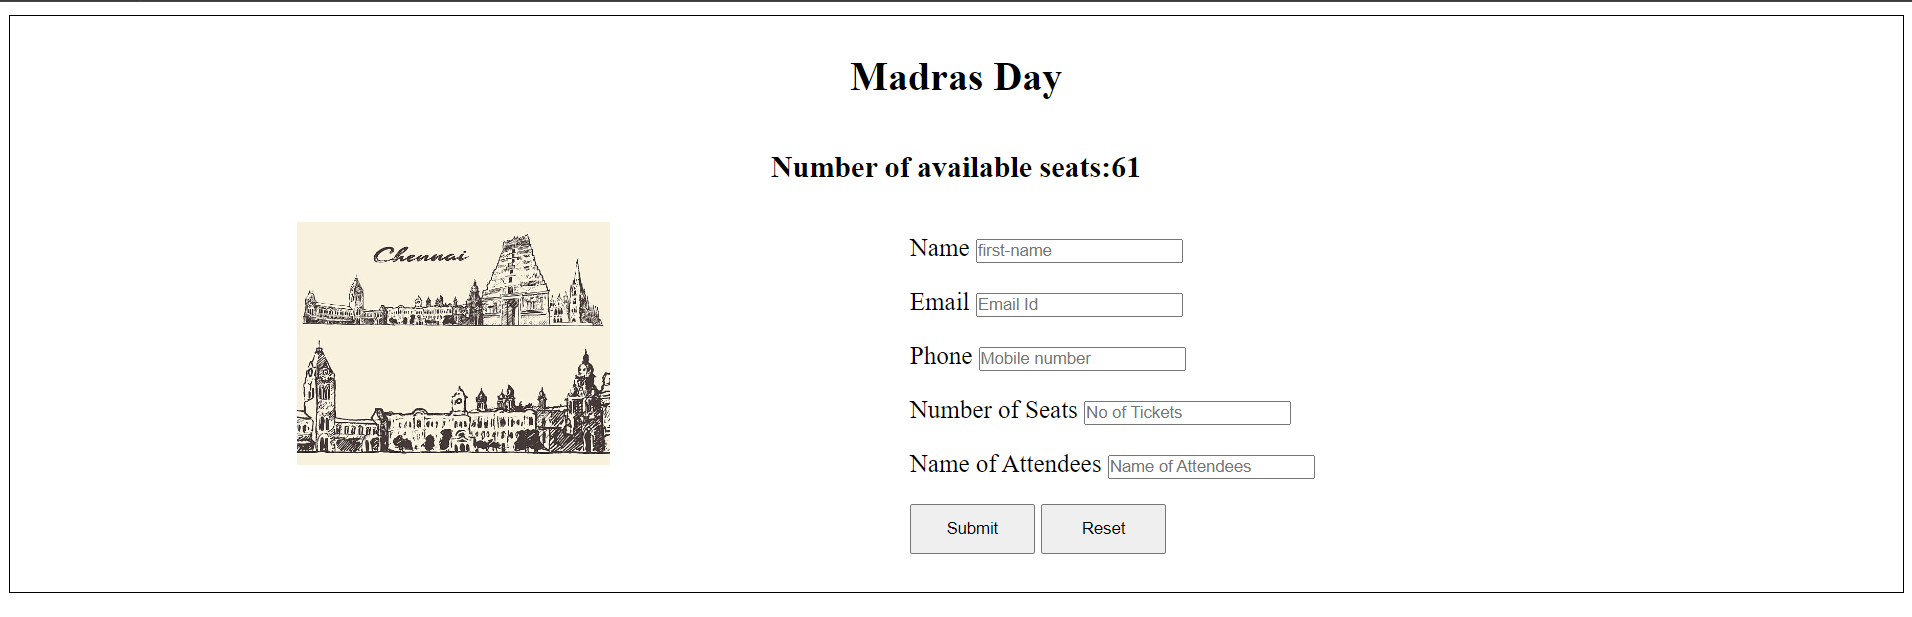 Madras Day
Number of available seats:61
Chennai
Name first-name
Email Email Id
Phone Mobile number
Number of Seats No of Tickets
Name of Attendees Name of Attendees
Submit Reset